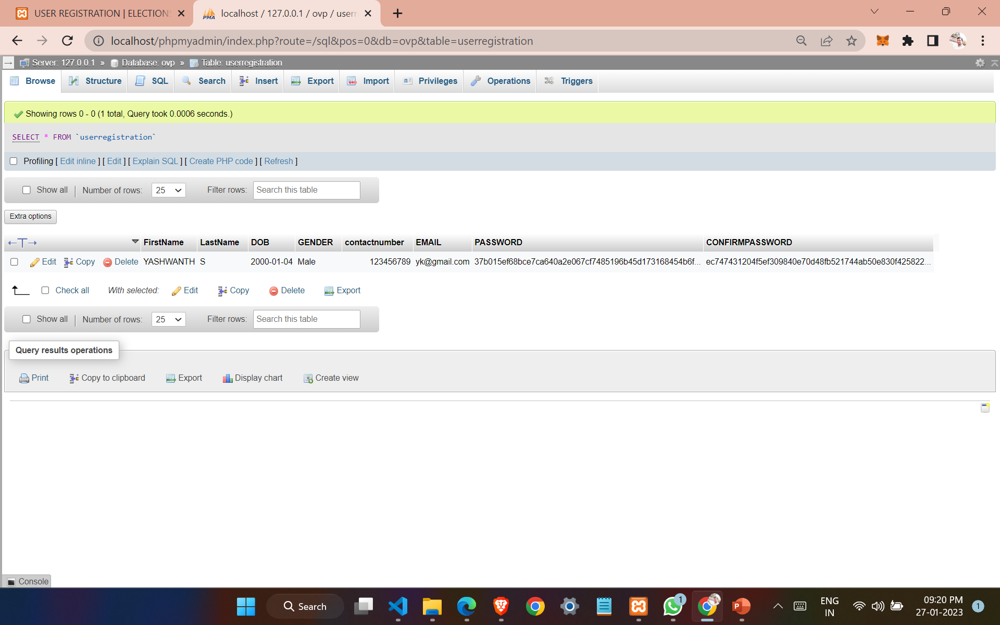 USER REGISTRATION | ELECTION
localhost / 127.0.0.1 / ovp / userr
localhost/phpmyadmin/index.php?route=/sql&pos=0&db=ovp&table=userregistration
Server: 127.0.0.1 » Database: ovp » Table: userregistration
Browse Structure SQL Search Insert Export Import Privileges Operations Triggers
Showing rows 0 - 0 (1 total, Query took 0.0006 seconds.)
SELECT * FROM `userregistration`
Profiling [ Edit inline ] [ Edit ] [ Explain SQL ] [ Create PHP code ] [ Refresh ]
Show all | Number of rows: 25 Filter rows: Search this table
Extra options
←T→ FirstName LastName DOB GENDER contactnumber EMAIL PASSWORD CONFIRMPASSWORD
Edit Copy Delete YASHWANTH S 2000-01-04 Male 123456789 yk@gmail.com 37b015ef68bce7ca640a2e067cf7485196b45d173168454b6f... ec747431204f5ef309840e70d48fb521744ab50e830f425822...
Check all With selected: Edit Copy Delete Export
Show all | Number of rows: 25 Filter rows: Search this table
Query results operations
Print Copy to clipboard Export Display chart Create view
Console
Search
1
ENG
IN
09:20 PM
27-01-2023
1